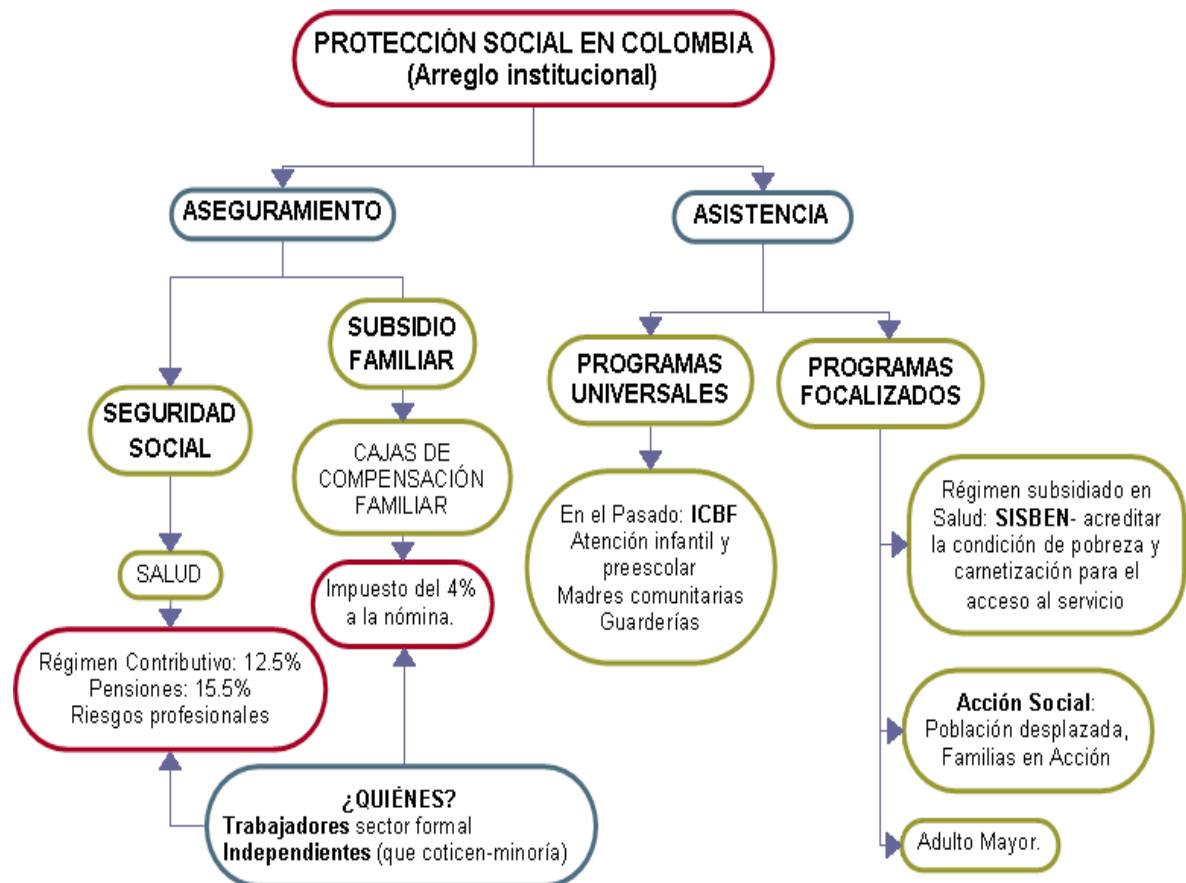 PROTECCIÓN SOCIAL EN COLOMBIA
(Arreglo institucional)
ASEGURAMIENTO
ASISTENCIA
SUBSIDIO
FAMILIAR
PROGRAMAS
UNIVERSALES
PROGRAMAS
FOCALIZADOS
SEGURIDAD
SOCIAL
CAJAS DE
COMPENSACIÓN
FAMILIAR
En el Pasado: ICBF
Atención infantil y
preescolar
Madres comunitarias
Guarderías
Régimen subsidiado en
Salud: SISBEN- acreditar
la condición de pobreza y
carnetización para el
acceso al servicio
SALUD
Impuesto del 4%
a la nómina.
Régimen Contributivo: 12.5%
Pensiones: 15.5%
Riesgos profesionales
Acción Social:
Población desplazada,
Familias en Acción
¿QUIÉNES?
Trabajadores sector formal
Independientes (que coticen-minoría)
Adulto Mayor.